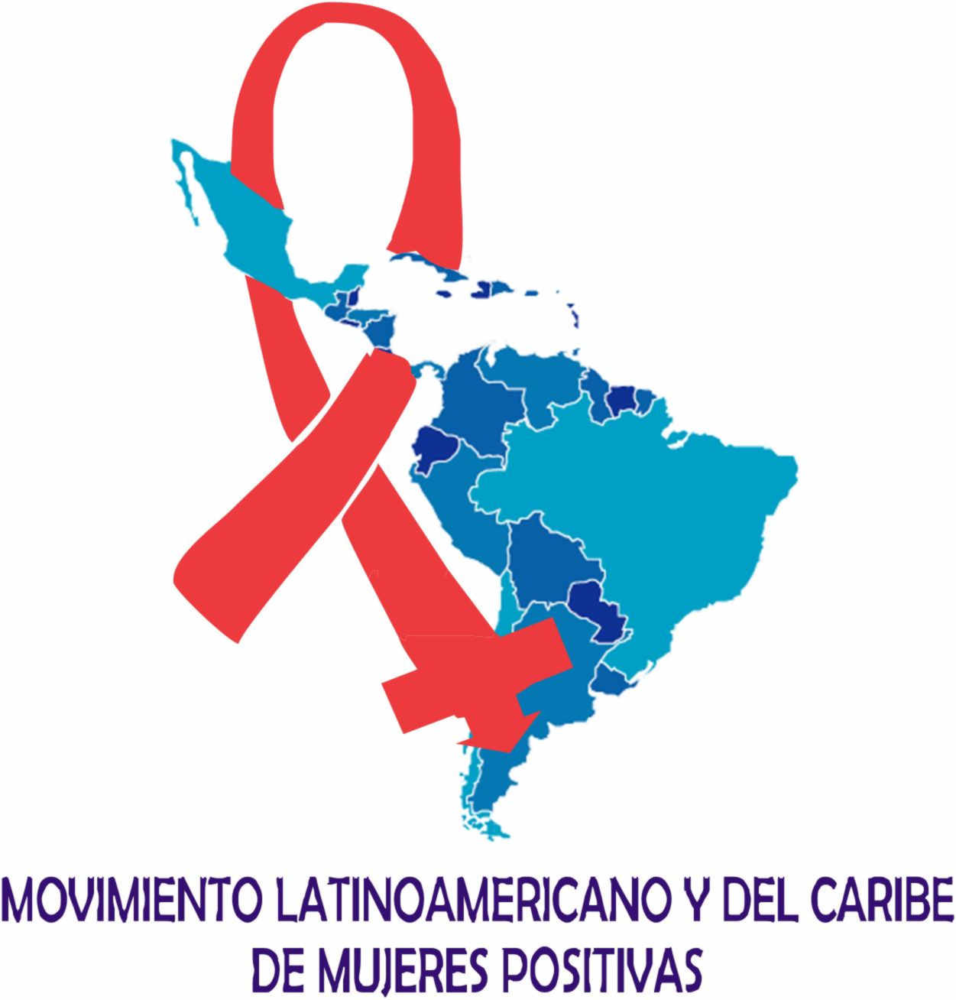 MOVIMIENTO LATINOAMERICANO Y DEL CARIBE
DE MUJERES POSITIVAS